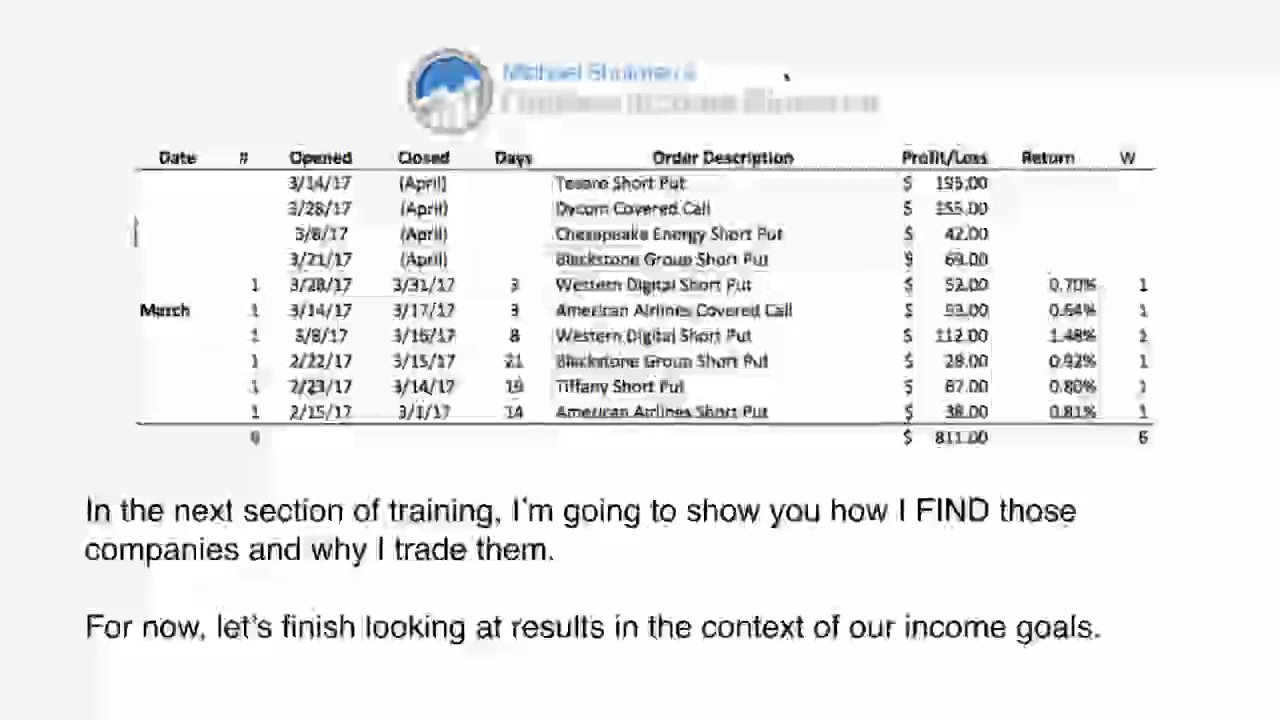 Michael
Date # Opened Closed Days Order Description Profit/Loss Return W
3/14/17 (April) Tesoro Short Put $ 195.00
3/28/17 (April) Dycom Covered Call $ 155.00
3/8/17 (April) Chesapeake Energy Short Put $ 42.00
3/21/17 (April) Blackstone Group Short Put $ 69.00
1 3/28/17 3/31/17 3 Western Digital Short Put $ 52.00 0.70% 1
March 1 3/14/17 3/17/17 3 American Airlines Covered Call $ 0.64% 1
1 3/8/17 3/16/17 8 Western Digital Short Put $ 112.00 1.48% 1
1 2/22/17 3/15/17 21 Blackstone Group Short Put $ 28.00 0.92% 1
1 2/23/17 3/14/17 19 Tiffany Short Put $ 67.00 0.80% 1
1 2/15/17 3/1/17 14 American Airlines Short Put $ 38.00 0.81% 1
6 $ 811.00 6
In the next section of training, I'm going to show you how I FIND those
companies and why I trade them.
For now, let's finish looking at results in the context of our income goals.